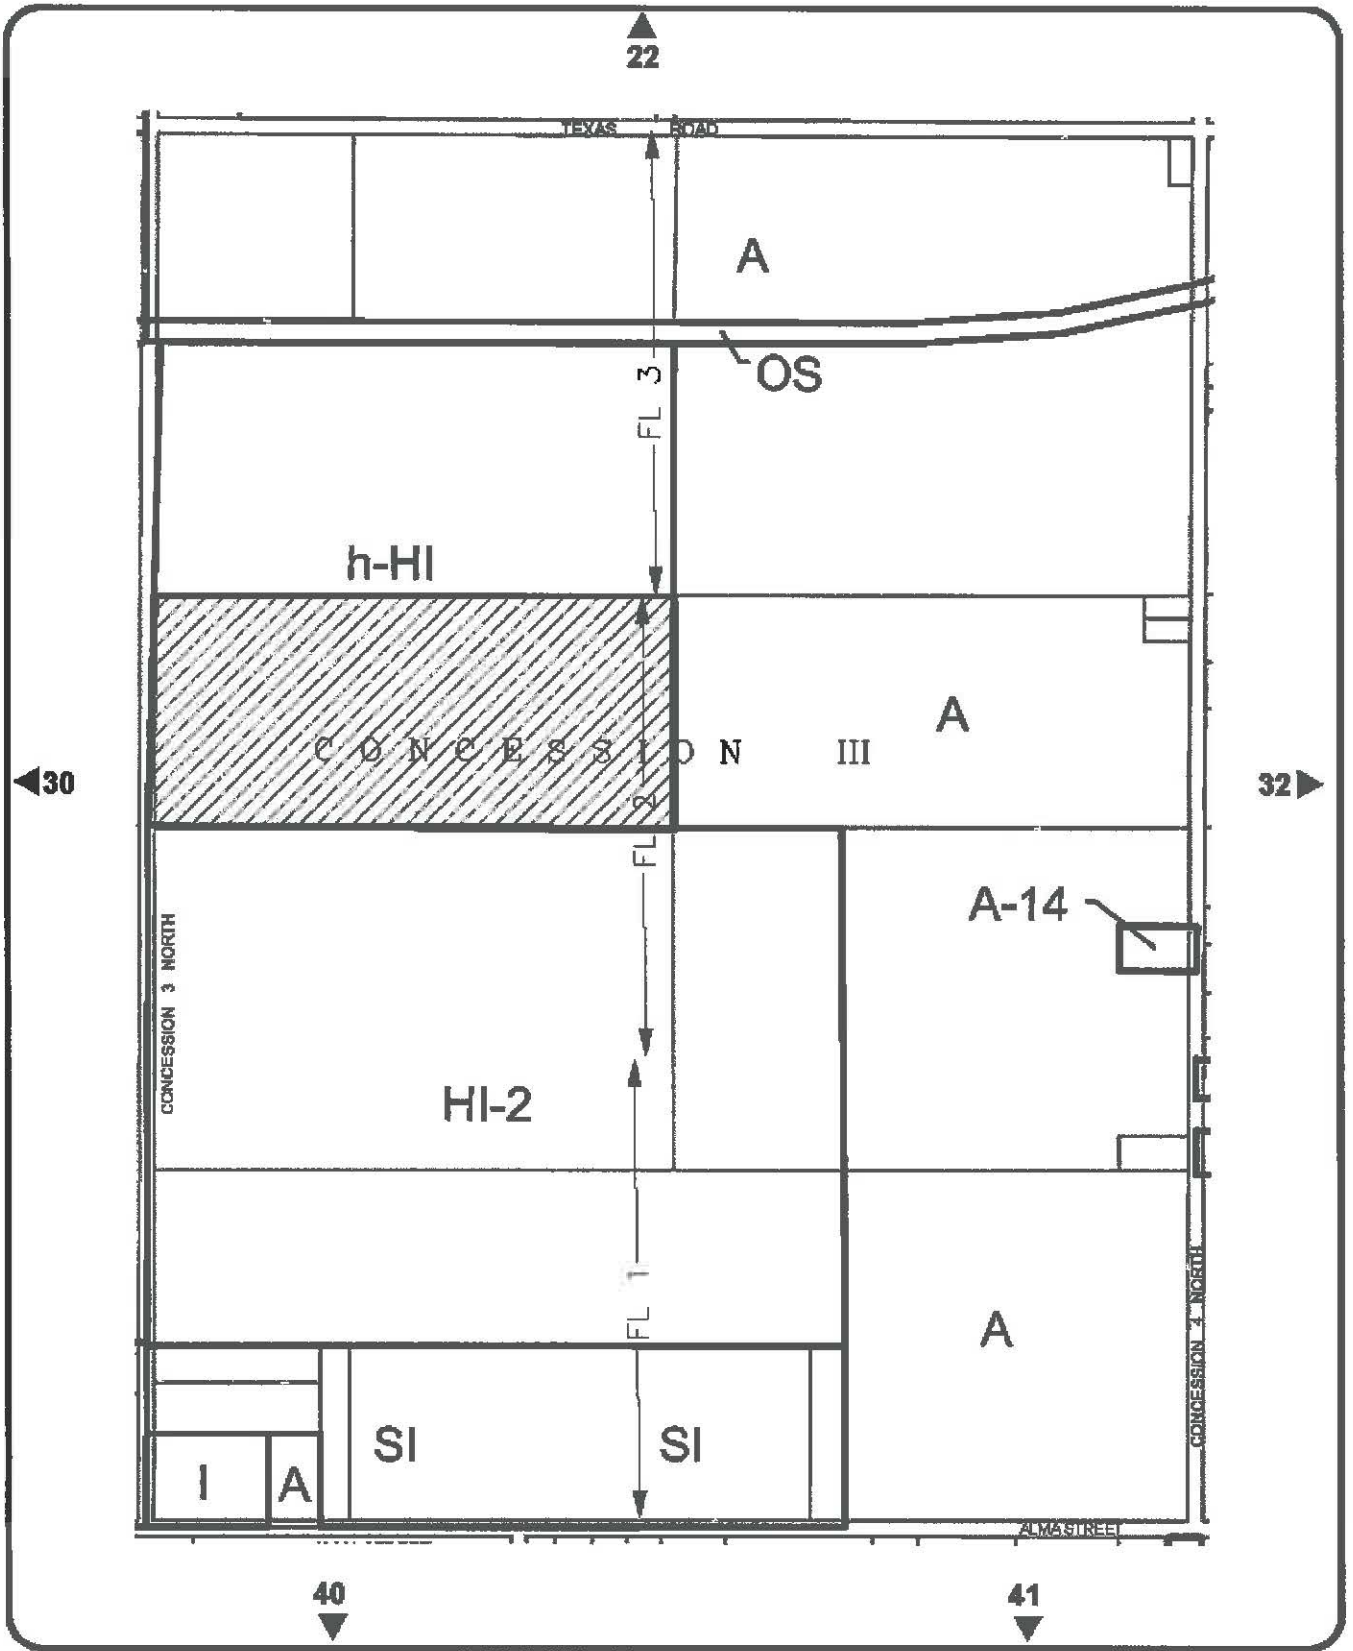 22
TEXAS ROAD
A
OS
FL 3
h-HI
A
CONCESSION III
30
32
FL 2
A-14
CONCESSION 3 NORTH
HI-2
FL 1
A
CONCESSION 4 NORTH
SI
SI
I
A
ALMA STREET
40
41